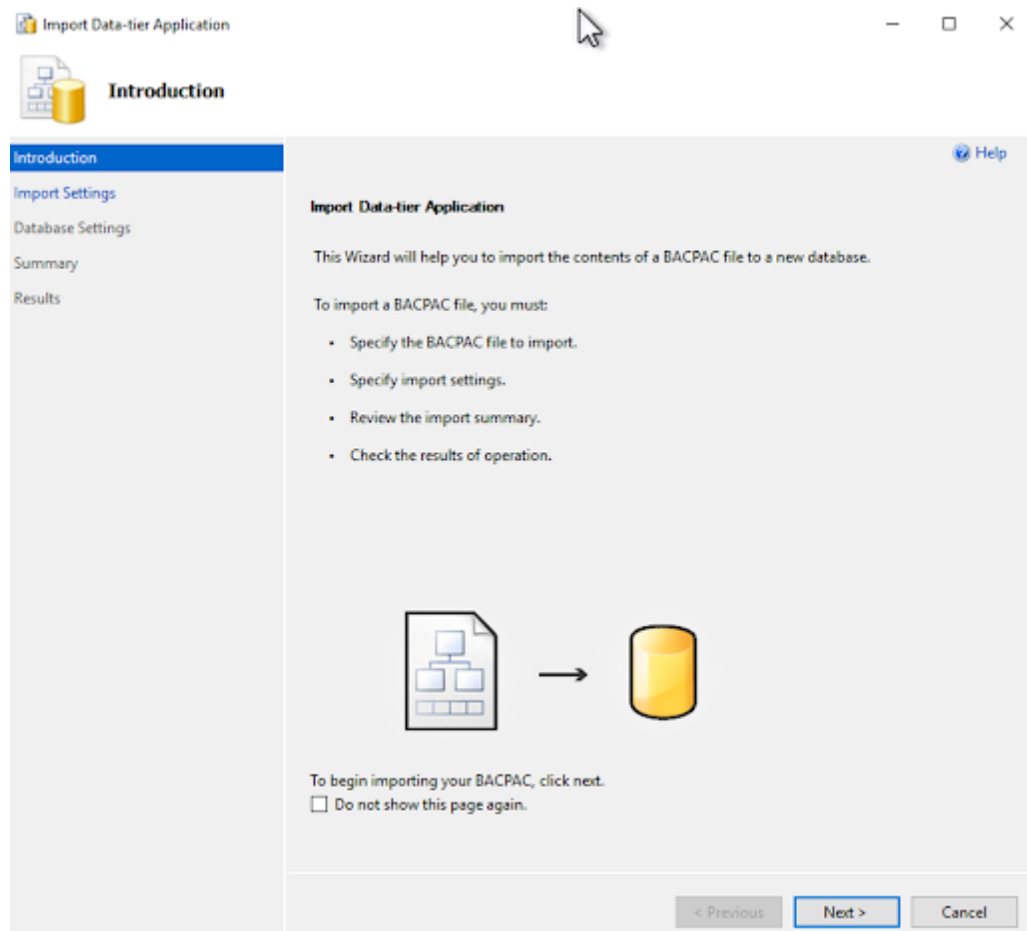 Import Data-tier Application
Introduction
Introduction
Import Settings
Database Settings
Summary
Results
Help
Import Data-tier Application
This Wizard will help you to import the contents of a BACPAC file to a new database.
To import a BACPAC file, you must:
• Specify the BACPAC file to import.
• Specify import settings.
• Review the import summary.
• Check the results of operation.
To begin importing your BACPAC, click next.
Do not show this page again.
< Previous Next > Cancel